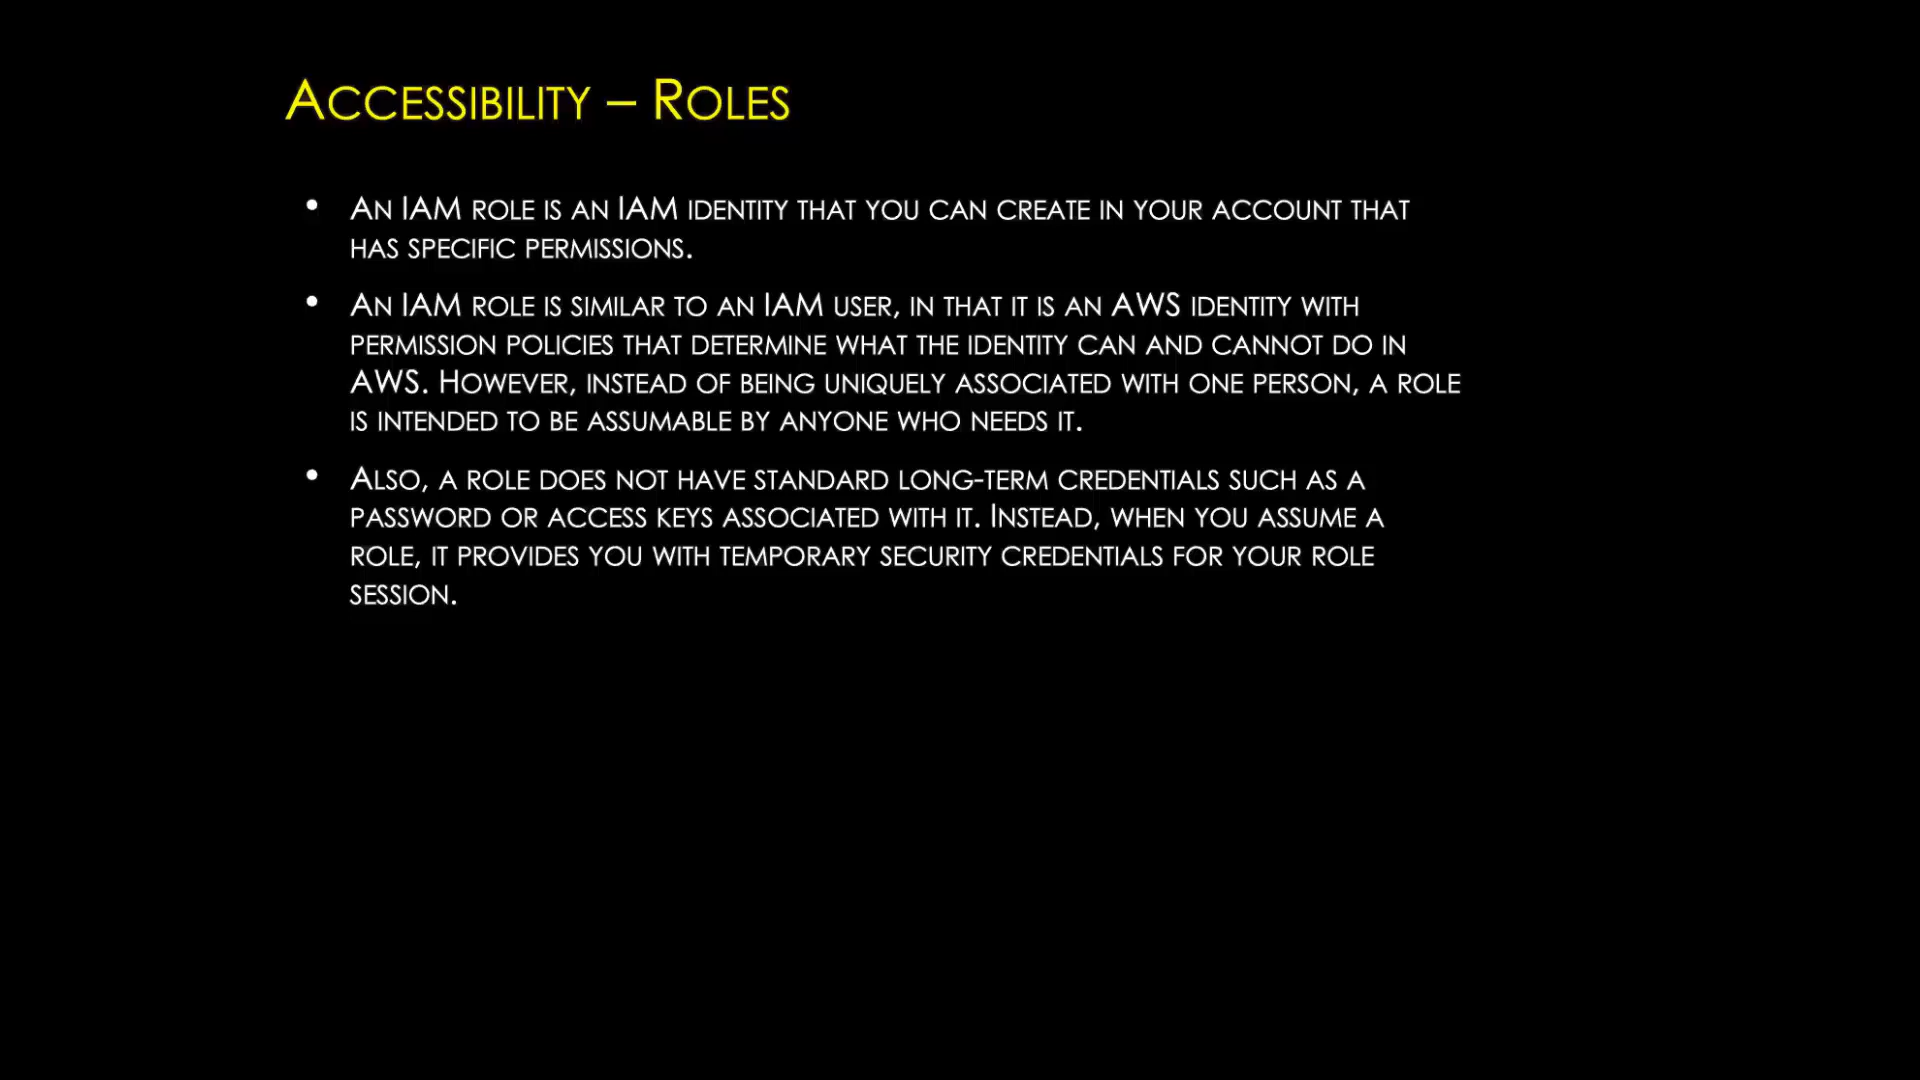 Accessibility – Roles
• An IAM role is an IAM identity that you can create in your account that
has specific permissions.
• An IAM role is similar to an IAM user, in that it is an AWS identity with
permission policies that determine what the identity can and cannot do in
AWS. However, instead of being uniquely associated with one person, a role
is intended to be assumable by anyone who needs it.
• Also, a role does not have standard long-term credentials such as a
password or access keys associated with it. Instead, when you assume a
role, it provides you with temporary security credentials for your role
session.